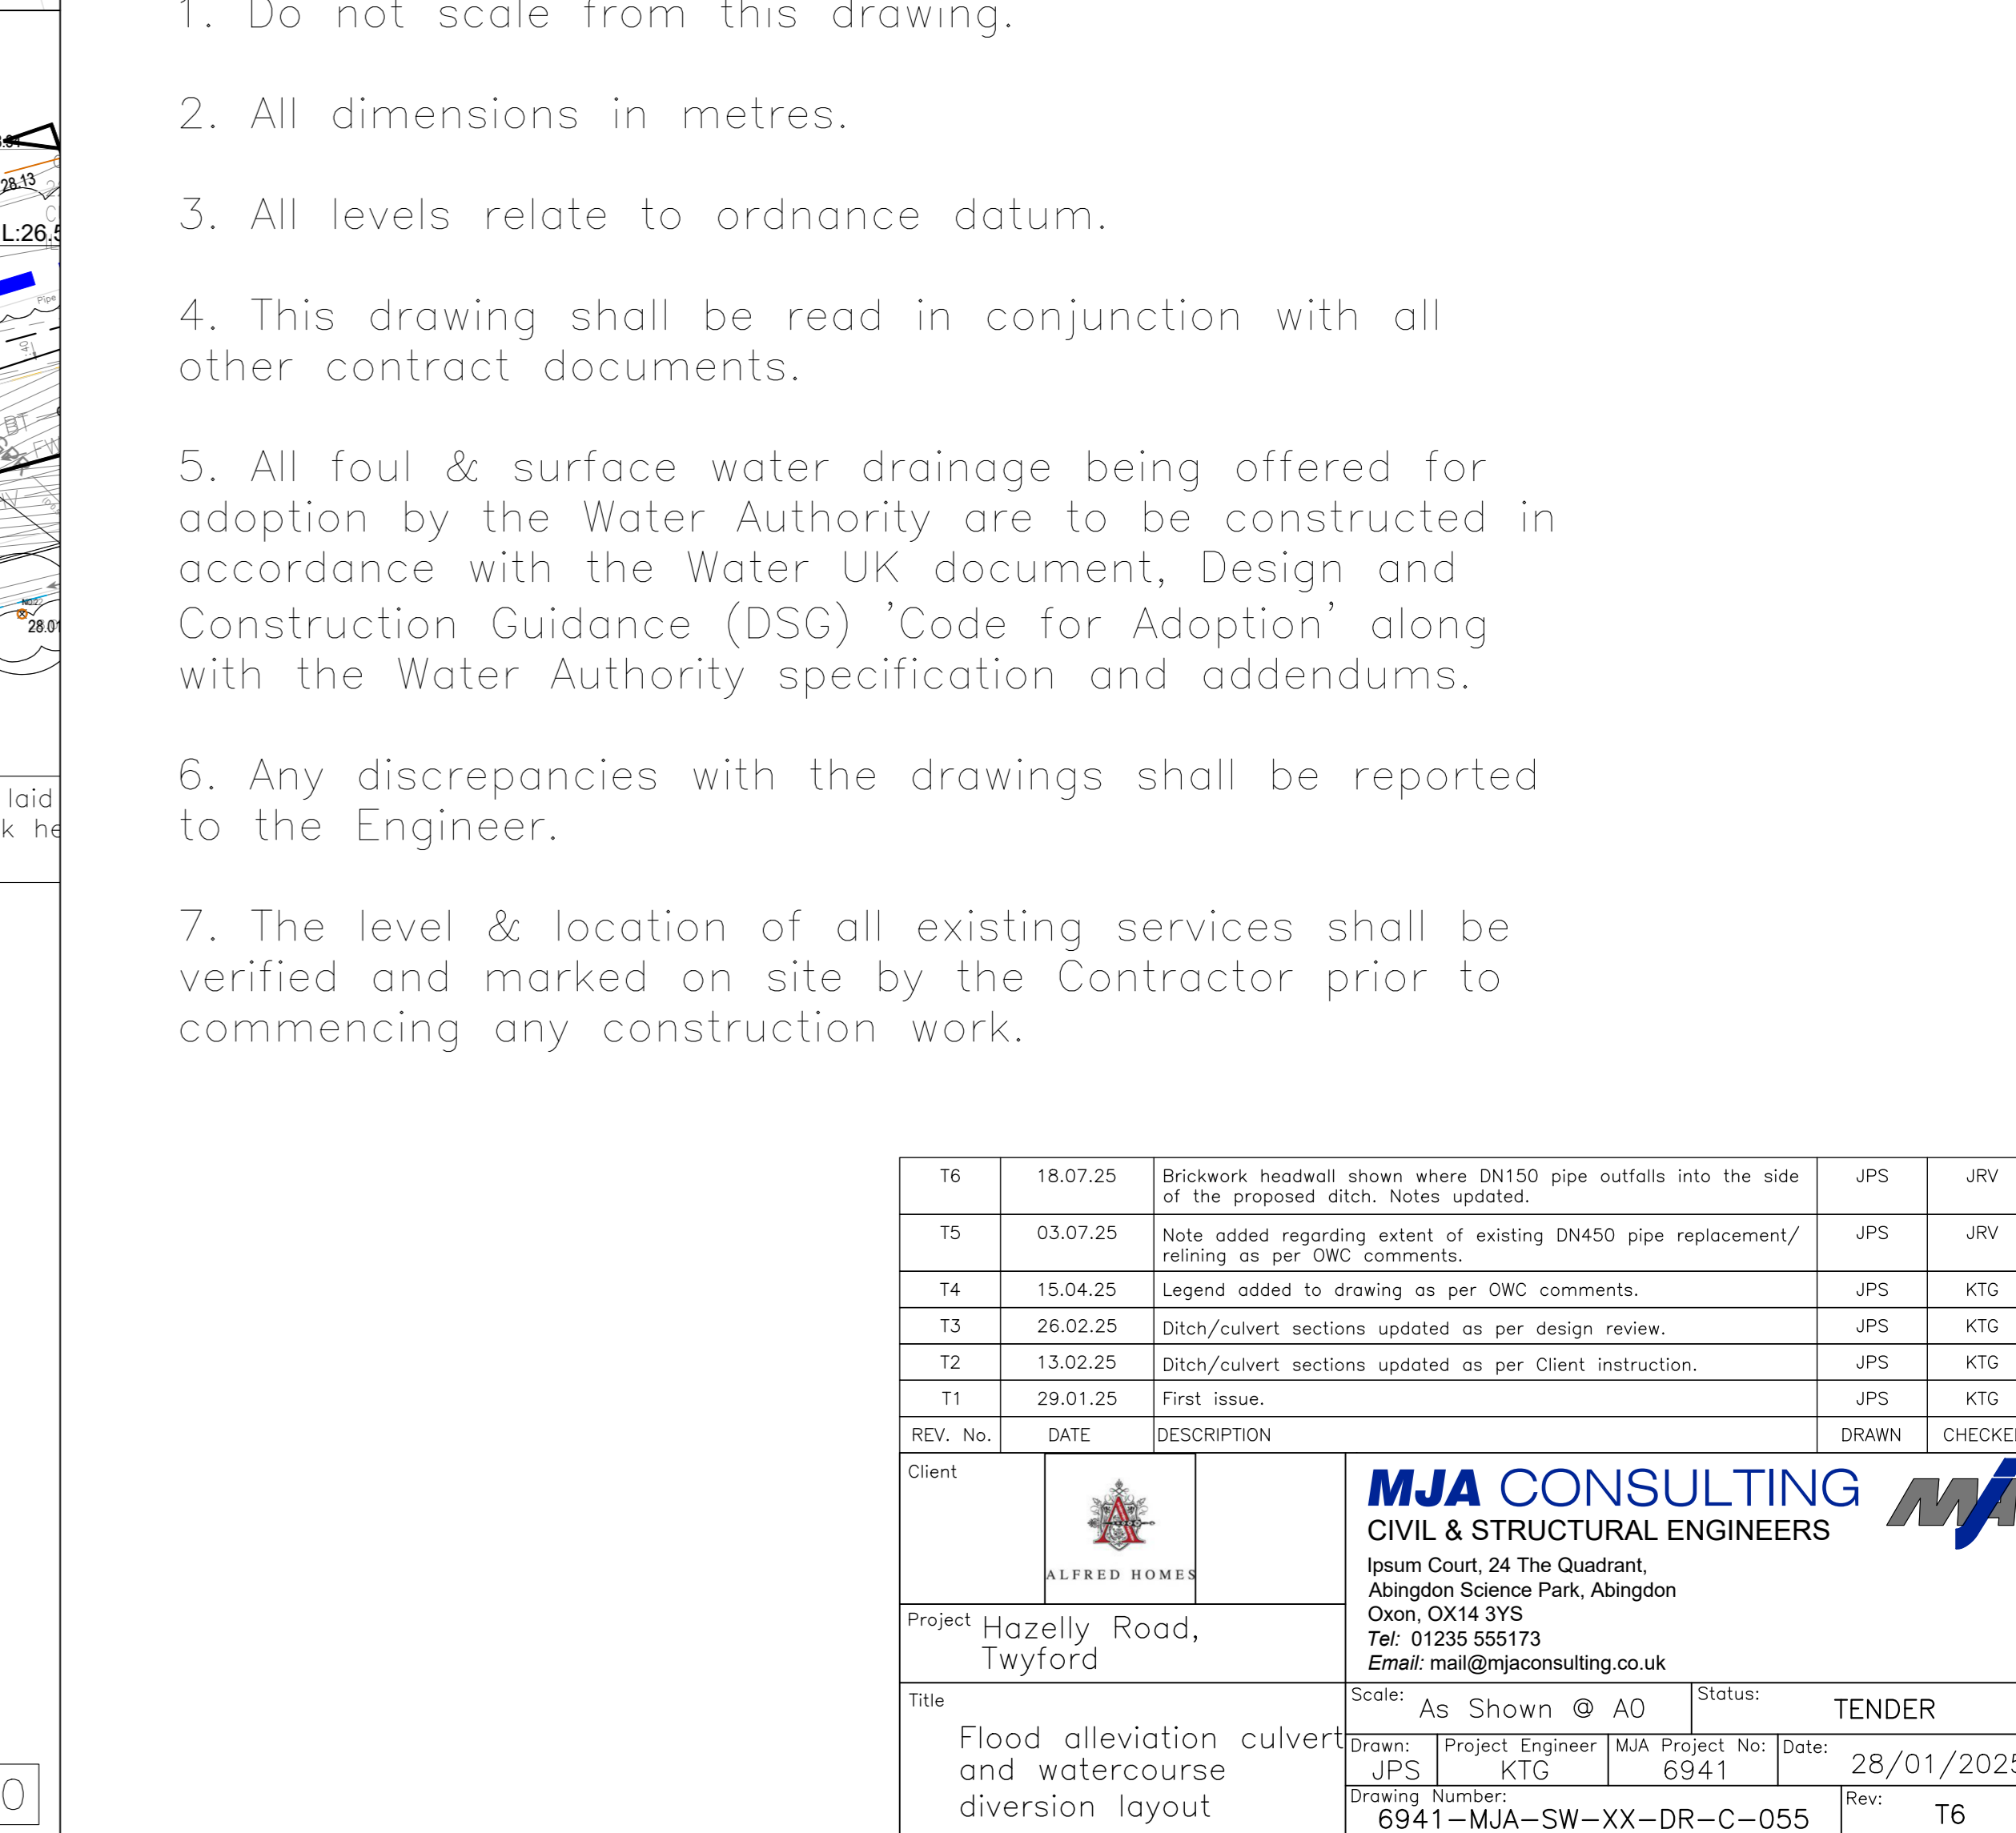 1. Do not scale from this drawing.
2. All dimensions in metres.
3. All levels relate to ordnance datum.
4. This drawing shall be read in conjunction with all
other contract documents.
5. All foul & surface water drainage being offered for
adoption by the Water Authority are to be constructed in
accordance with the Water UK document, Design and
Construction Guidance (DSG) 'Code for Adoption' along
with the Water Authority specification and addendums.
6. Any discrepancies with the drawings shall be reported
to the Engineer.
7. The level & location of all existing services shall be
verified and marked on site by the Contractor prior to
commencing any construction work.
28.13
L:26.5
Pipe
BT
FW
28.01
laid
k he
0
T6 18.07.25 Brickwork headwall shown where DN150 pipe outfalls into the side JPS JRV
of the proposed ditch. Notes updated.
T5 03.07.25 Note added regarding extent of existing DN450 pipe replacement/ JPS JRV
relining as per OWC comments.
T4 15.04.25 Legend added to drawing as per OWC comments. JPS KTG
T3 26.02.25 Ditch/culvert sections updated as per design review. JPS KTG
T2 13.02.25 Ditch/culvert sections updated as per Client instruction. JPS KTG
T1 29.01.25 First issue. JPS KTG
REV. No. DATE DESCRIPTION DRAWN CHECKE
Client
ALFRED HOMES
MJA CONSULTING
MJA
CIVIL & STRUCTURAL ENGINEERS
Ipsum Court, 24 The Quadrant,
Abingdon Science Park, Abingdon
Oxon, OX14 3YS
Tel: 01235 555173
Email: mail@mjaconsulting.co.uk
Project Hazelly Road,
Twyford
Title
Flood alleviation culvert
and watercourse
diversion layout
Scale: As Shown @ A0
Status: TENDER
Drawn: JPS
Project Engineer KTG
MJA Project No: 6941
Date: 28/01/2025
Drawing Number:
6941-MJA-SW-XX-DR-C-055
Rev: T6